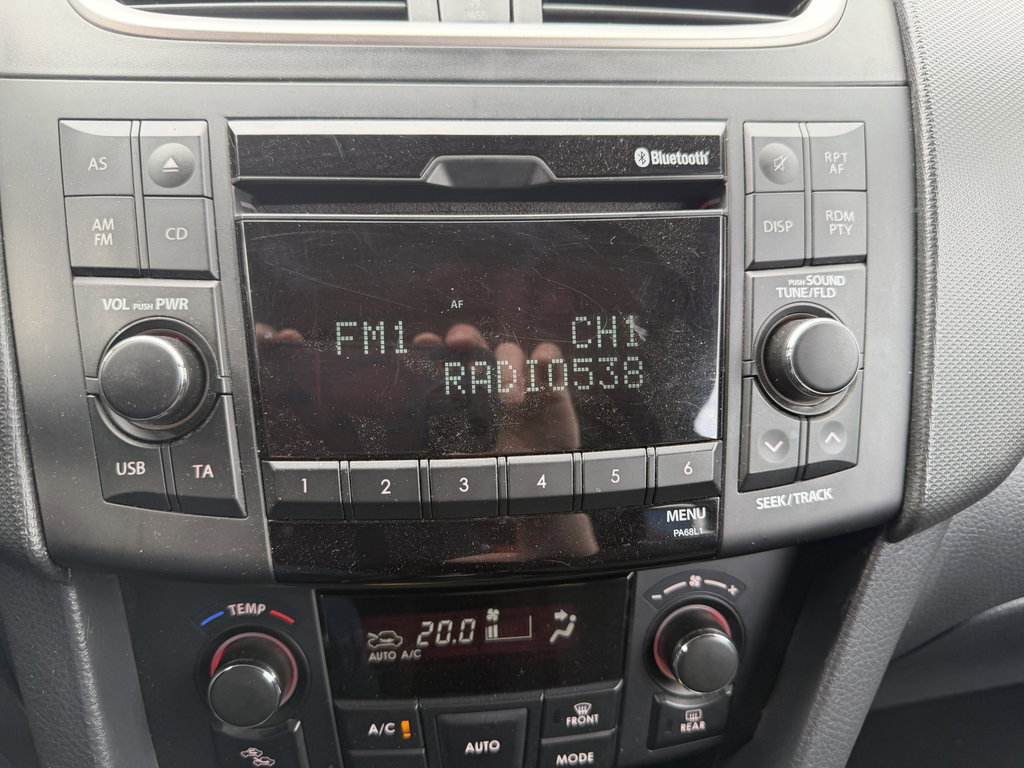 PASS
Bluetooth
AS
AM
FM
CD
RPT
AF
DISP
RDM
PTY
VOL PUSH PWR
PUSH SOUND
TUNE/FLD
AF
FM1 CH1
RADIO538
USB
TA
1 2 3 4 5 6
MENU
PA68L1
SEEK/TRACK
TEMP
20.0
AUTO A/C
A/C
AUTO
FRONT
MODE
REAR